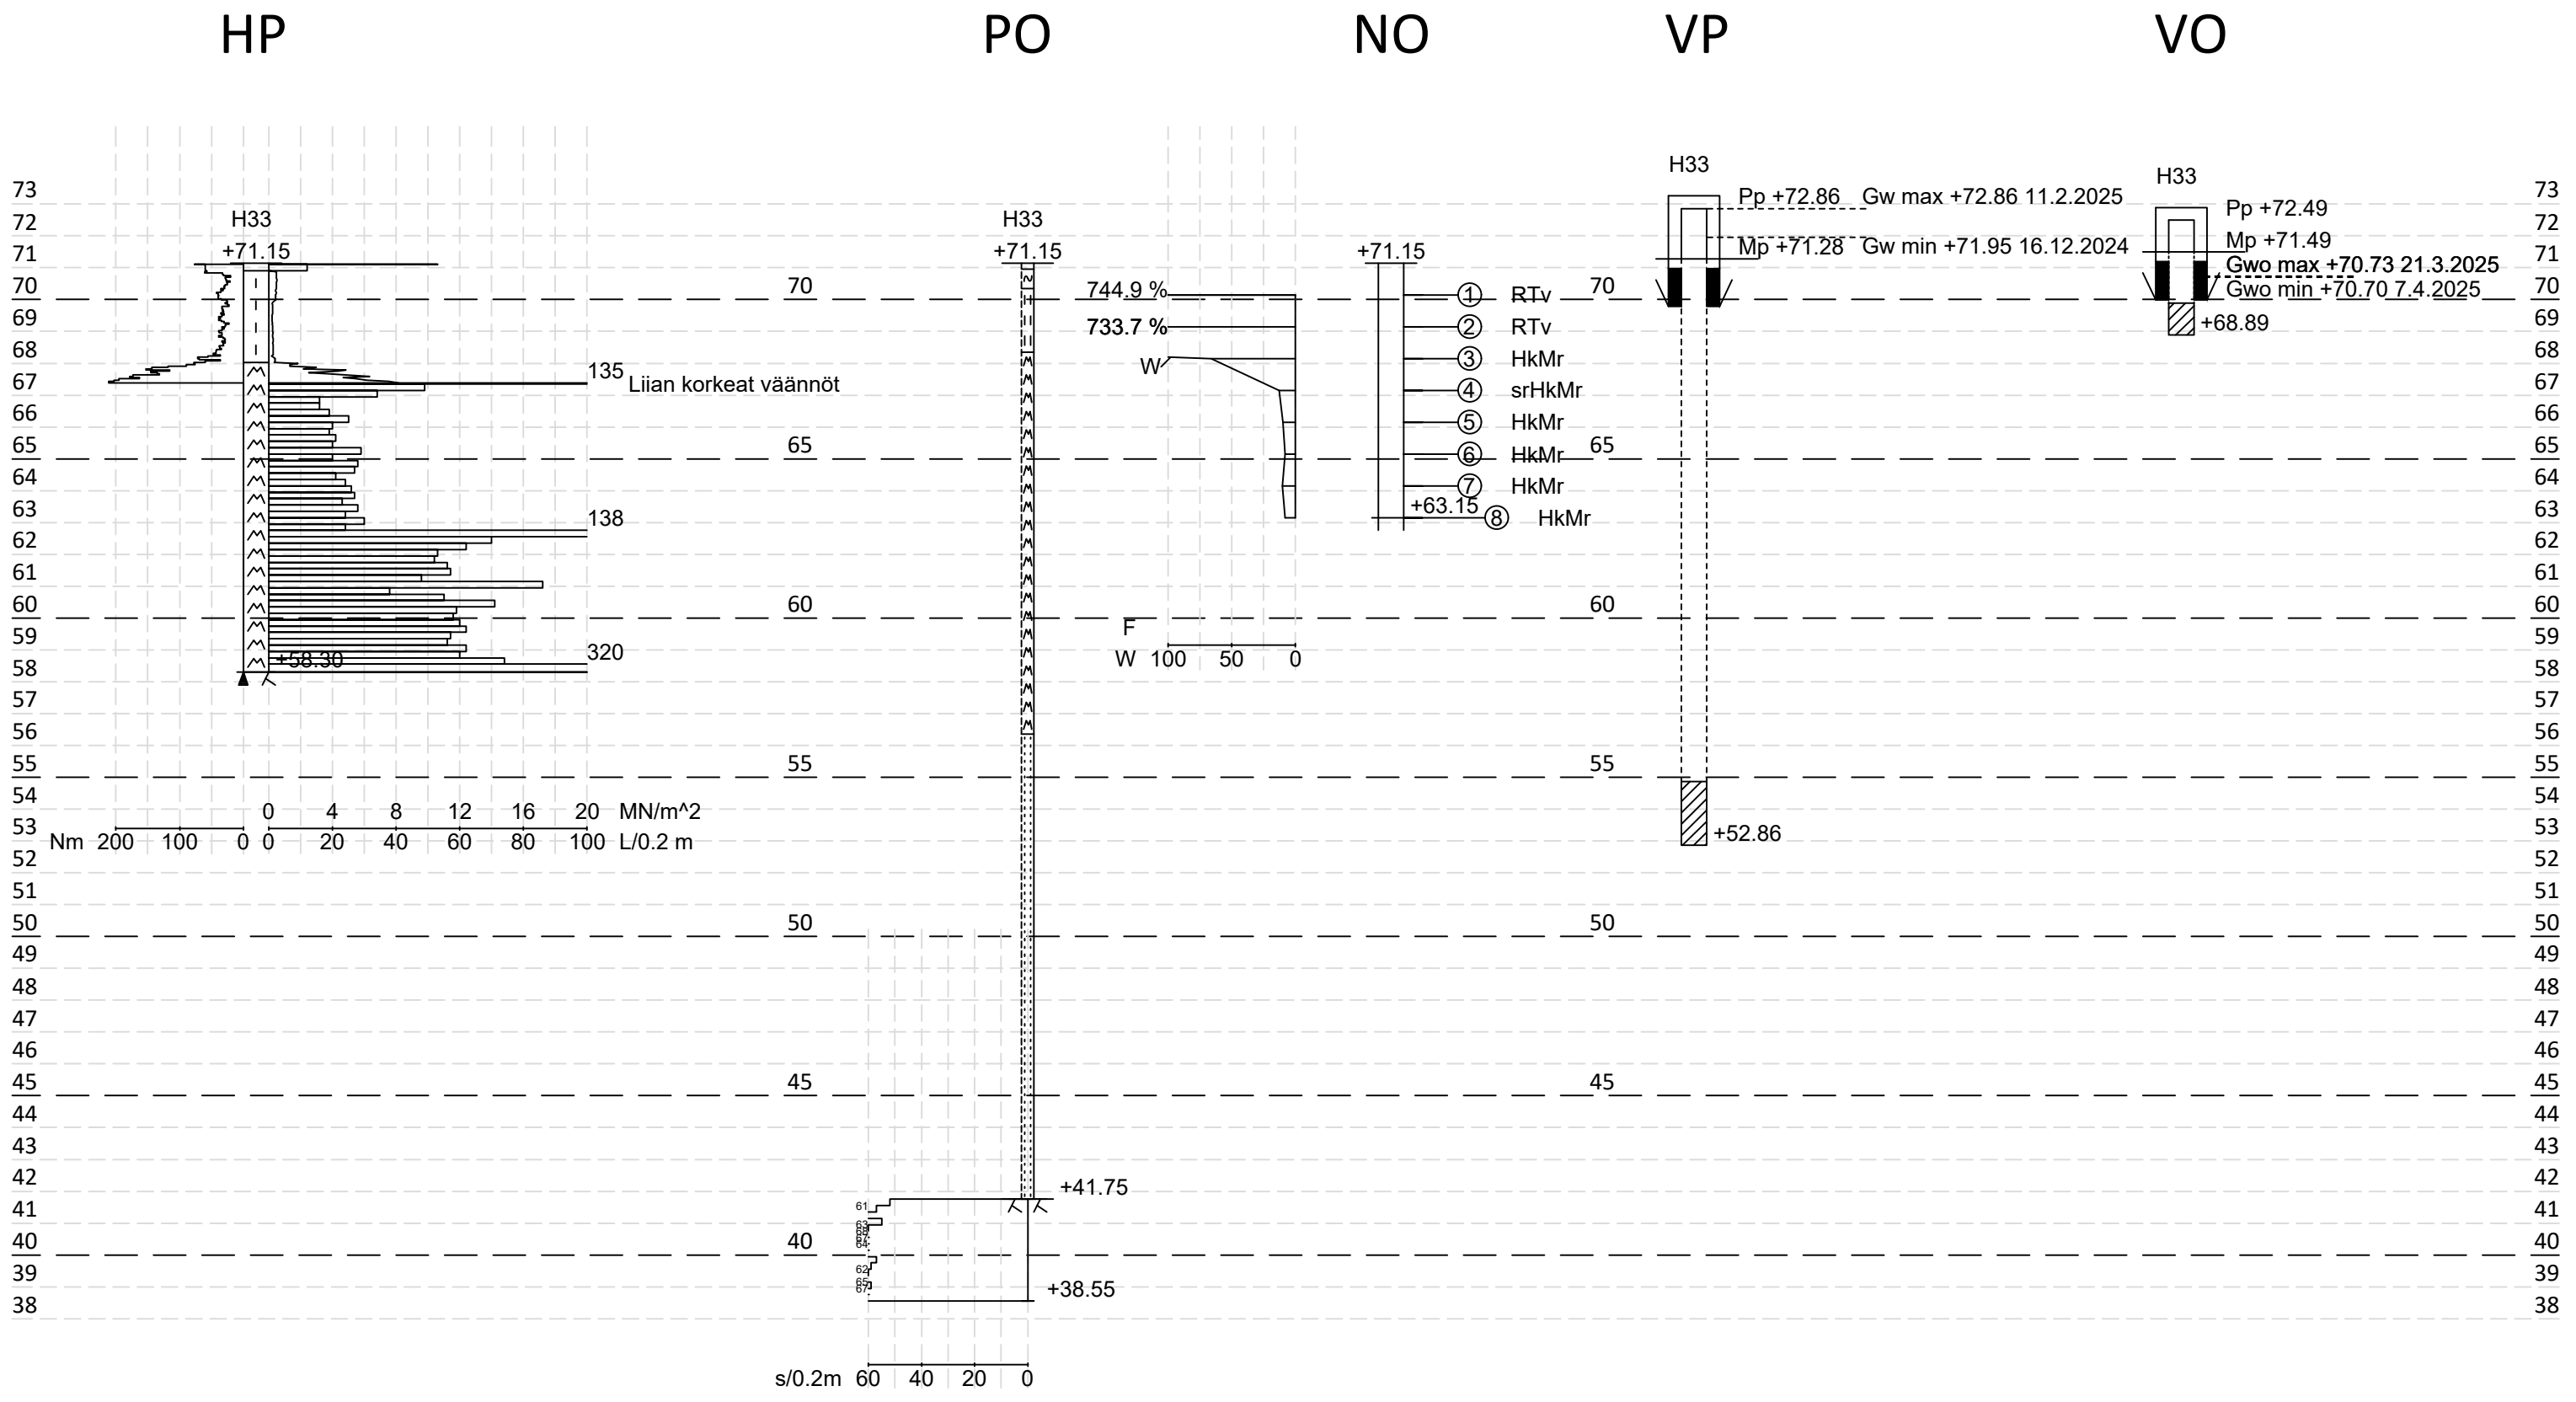 HP PO NO VP VO
H33
H33
73 73
H33 H33
Pp +72.86 Gw max +72.86 11.2.2025
Pp +72.49
72 72
+71.15 +71.15 +71.15
Mp +71.28 Gw min +71.95 16.12.2024
Mp +71.49
71 71
Gwo max +70.73 21.3.2025
70 70 70 70
744.9 % 1 RTv
Gwo min +70.70 7.4.2025
69 69
733.7 % 2 RTv
+68.89
68 68
W 3 HkMr
135
Liian korkeat väännöt
67 67
4 srHkMr
66 66
5 HkMr
65 65 65 65
6 HkMr
64 64
7 HkMr
+63.15
63 63
138
8 HkMr
62 62
61 61
60 60 60 60
F
59 59
+58.30 320
W 100 50 0
58 58
57 57
56 56
55 55 55 55
54 54
0 4 8 12 16 20 MN/m^2
53 53
+52.86
Nm 200 100 0 0 20 40 60 80 100 L/0.2 m
52 52
51 51
50 50 50 50
49 49
48 48
47 47
46 46
45 45 45 45
44 44
43 43
42 42
+41.75
61
41 41
63
64
40 40 40
39 39
62
65
67
+38.55
38 38
s/0.2m 60 40 20 0